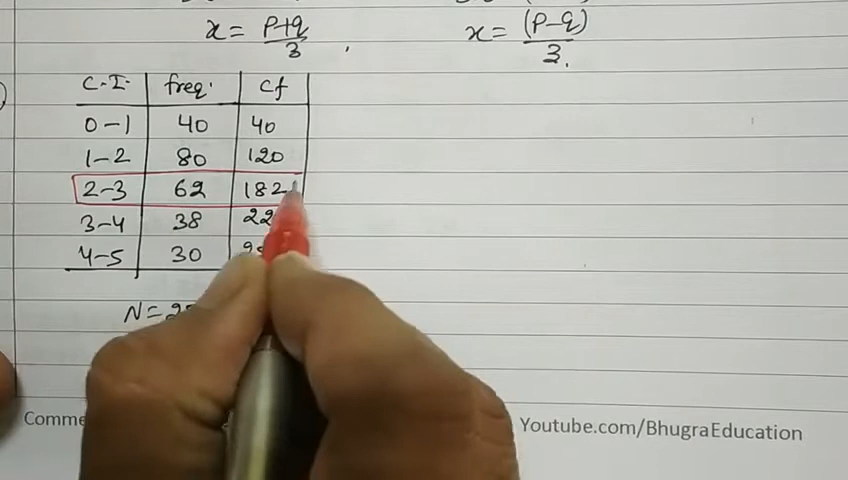 x = p+q/3 , x = (p-q)/3.
C.I. freq. cf
0-1 40 40
1-2 80 120
2-3 62 182
3-4 38
4-5 30
N=
Youtube.com/BhugraEducation